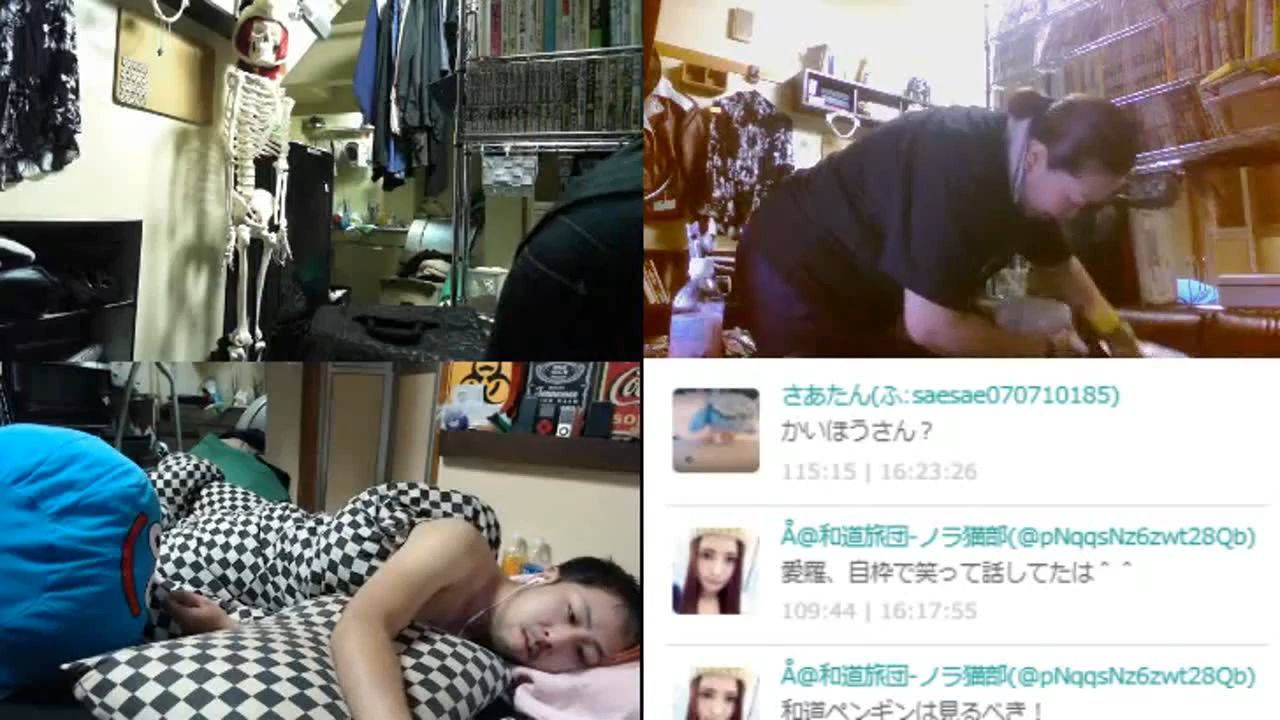 Coca
さあたん(ふ:saesae070710185)
かいほうさん？
115:15 | 16:23:26
Å@和道旅団-ノラ猫部(@pNqqsNz6zwt28Qb)
愛羅、自枠で笑って話してたは＾＾
109:44 | 16:17:55
Å@和道旅団-ノラ猫部(@pNqqsNz6zwt28Qb)
和道ペンギンは見るべき！